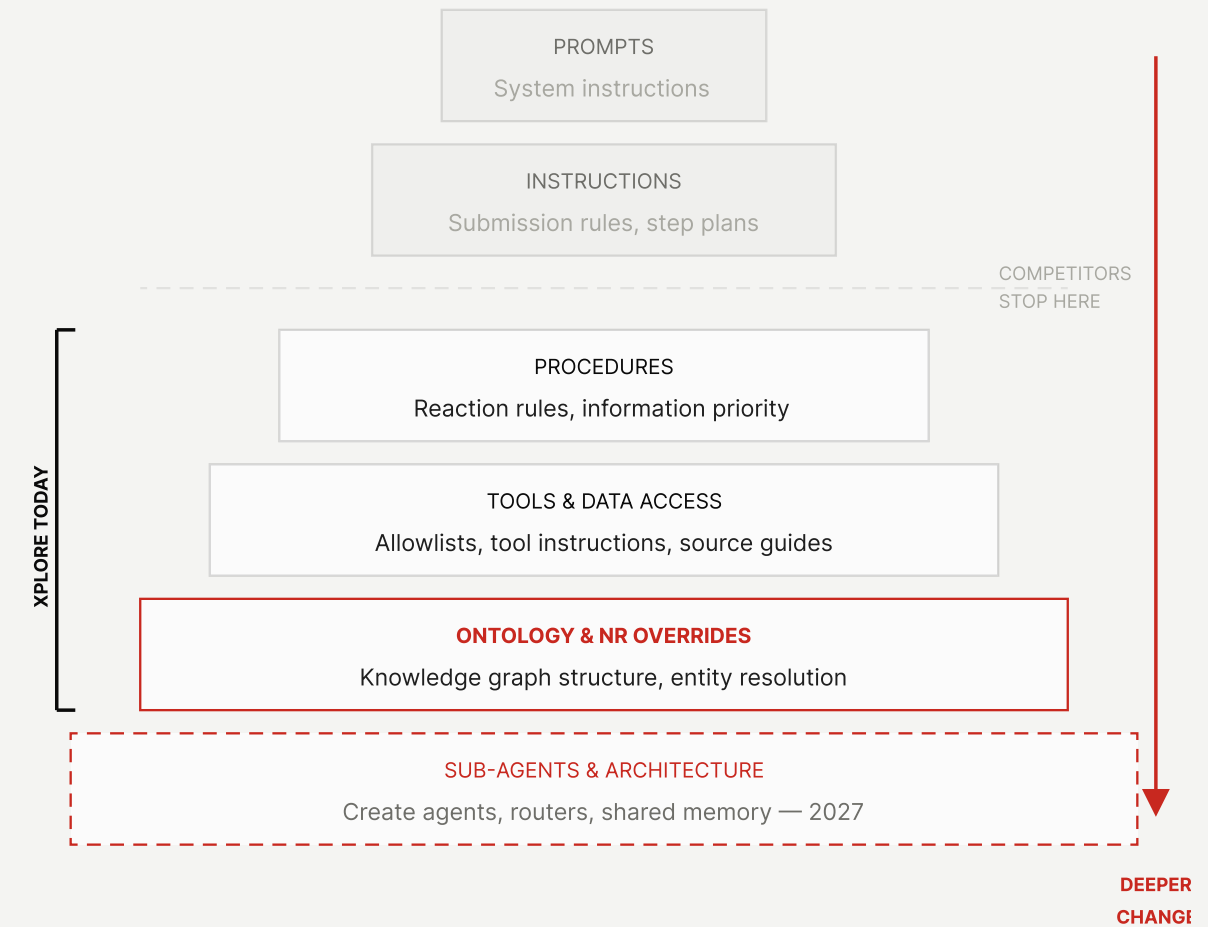 PROMPTS
System instructions
INSTRUCTIONS
Submission rules, step plans
COMPETITORS
STOP HERE
PROCEDURES
Reaction rules, information priority
TOOLS & DATA ACCESS
Allowlists, tool instructions, source guides
XPLORE TODAY
ONTOLOGY & NR OVERRIDES
Knowledge graph structure, entity resolution
SUB-AGENTS & ARCHITECTURE
Create agents, routers, shared memory — 2027
DEEPER
CHANGE